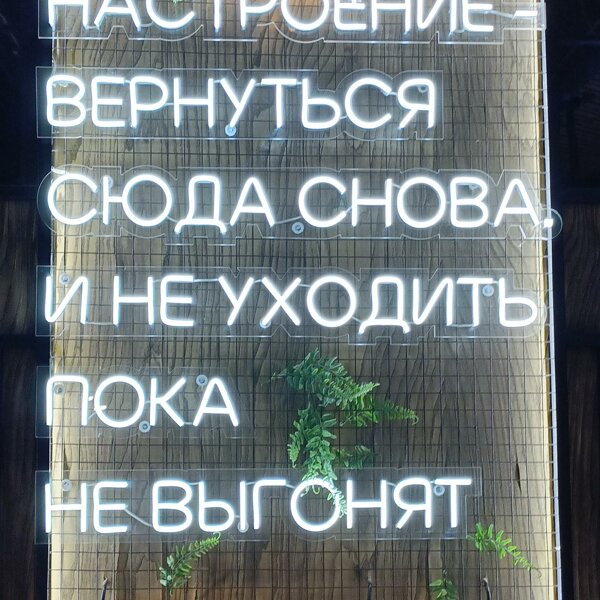 НАСТРОЕНИЕ -
ВЕРНУТЬСЯ
СЮДА СНОВА,
И НЕ УХОДИТЬ
ПОКА
НЕ ВЫГОНЯТ